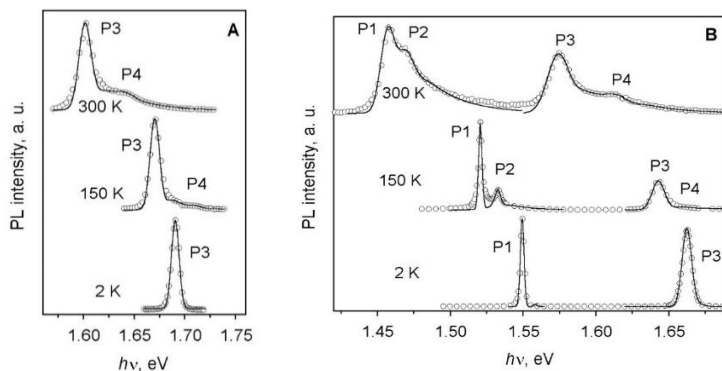 A
P3
P4
300 K
P3
P4
150 K
P3
2 K
PL intensity, a. u.
1.60 1.65 1.70 1.75
hν, eV
B
P1
P2
P3
P4
300 K
P1
P2
P3
P4
150 K
P1
P3
2 K
PL intensity, a. u.
1.45 1.50 1.55 1.60 1.65
hν, eV